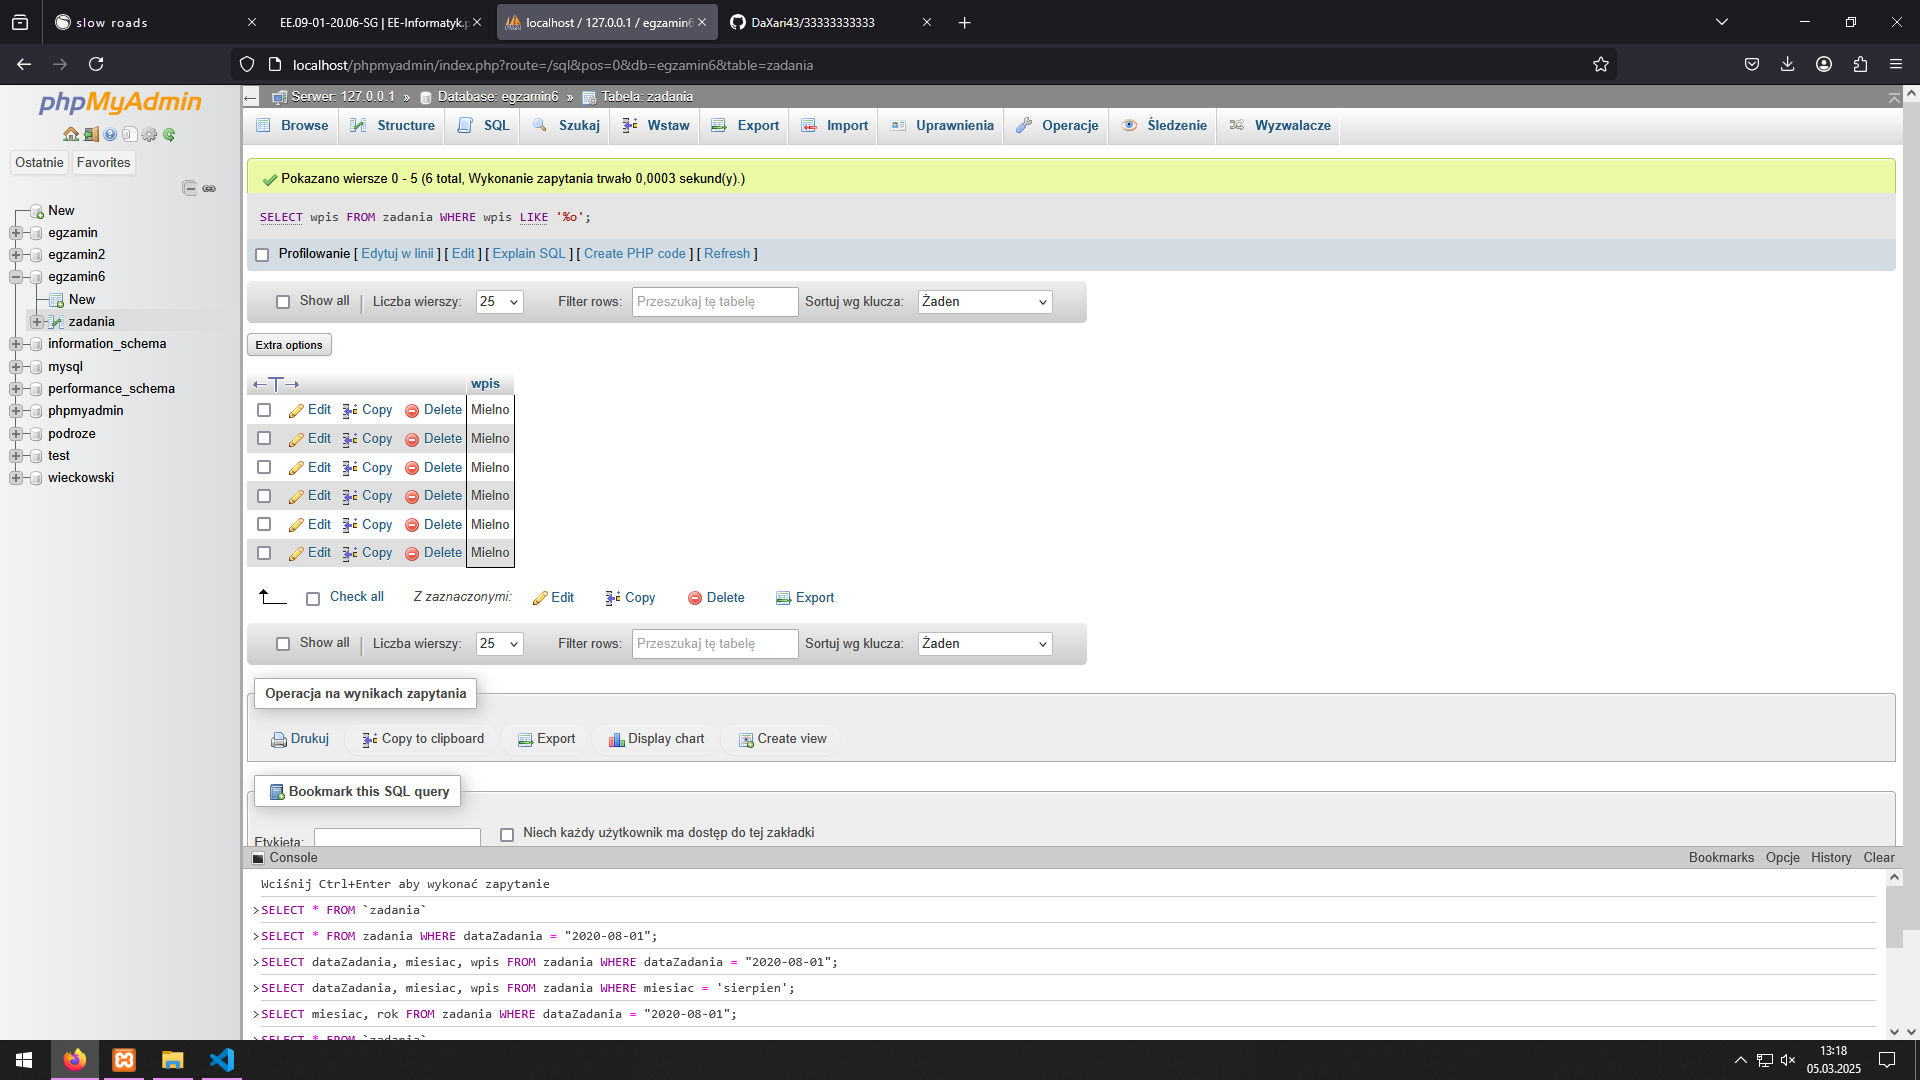 slow roads
EE.09-01-20.06-SG | EE-Informatyk.p
localhost / 127.0.0.1 / egzamin6
DaXari43/33333333333
localhost/phpmyadmin/index.php?route=/sql&pos=0&db=egzamin6&table=zadania
phpMyAdmin
Ostatnie Favorites
New
egzamin
egzamin2
egzamin6
New
zadania
information_schema
mysql
performance_schema
phpmyadmin
podroze
test
wieckowski
Serwer: 127.0.0.1 » Database: egzamin6 » Tabela: zadania
Browse Structure SQL Szukaj Wstaw Export Import Uprawnienia Operacje Śledzenie Wyzwalacze
Pokazano wiersze 0 - 5 (6 total, Wykonanie zapytania trwało 0,0003 sekund(y).)
SELECT wpis FROM zadania WHERE wpis LIKE '%o';
Profilowanie [ Edytuj w linii ] [ Edit ] [ Explain SQL ] [ Create PHP code ] [ Refresh ]
Show all | Liczba wierszy: 25 Filter rows: Przeszukaj tę tabelę Sortuj wg klucza: Żaden
Extra options
←T→ wpis
Edit Copy Delete Mielno
Edit Copy Delete Mielno
Edit Copy Delete Mielno
Edit Copy Delete Mielno
Edit Copy Delete Mielno
Edit Copy Delete Mielno
Check all Z zaznaczonymi: Edit Copy Delete Export
Show all | Liczba wierszy: 25 Filter rows: Przeszukaj tę tabelę Sortuj wg klucza: Żaden
Operacja na wynikach zapytania
Drukuj Copy to clipboard Export Display chart Create view
Bookmark this SQL query
Etykieta: Niech każdy użytkownik ma dostęp do tej zakładki
Console Bookmarks Opcje History Clear
Wciśnij Ctrl+Enter aby wykonać zapytanie
>SELECT * FROM `zadania`
>SELECT * FROM zadania WHERE dataZadania = "2020-08-01";
>SELECT dataZadania, miesiac, wpis FROM zadania WHERE dataZadania = "2020-08-01";
>SELECT dataZadania, miesiac, wpis FROM zadania WHERE miesiac = 'sierpien';
>SELECT miesiac, rok FROM zadania WHERE dataZadania = "2020-08-01";
>SELECT * FROM `zadania`
13:18
05.03.2025